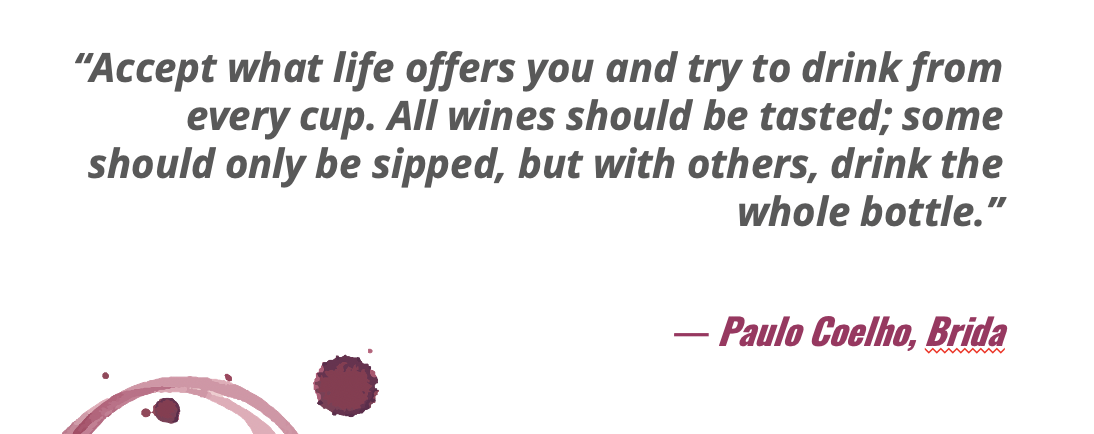 “Accept what life offers you and try to drink from
every cup. All wines should be tasted; some
should only be sipped, but with others, drink the
whole bottle.”
— Paulo Coelho, Brida